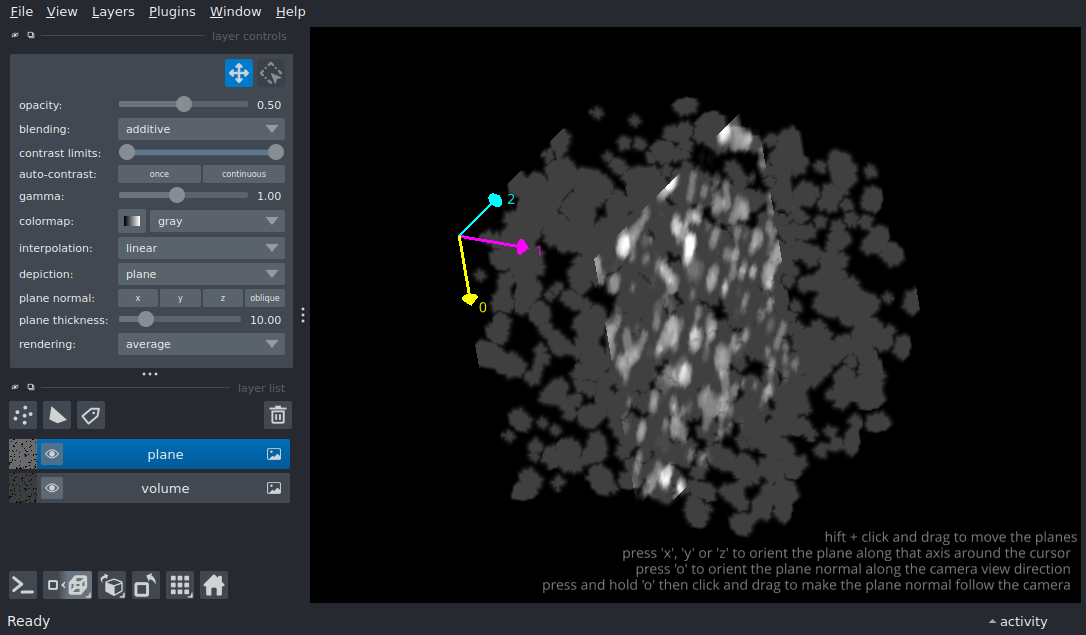 File View Layers Plugins Window Help
layer controls
opacity: 0.50
blending: additive
contrast limits:
auto-contrast: once continuous
gamma: 1.00
colormap: gray
interpolation: linear
depiction: plane
plane normal: x y z oblique
plane thickness: 10.00
rendering: average
layer list
plane
volume
2
1
0
hift + click and drag to move the planes
press 'x', 'y' or 'z' to orient the plane along that axis around the cursor
press 'o' to orient the plane normal along the camera view direction
press and hold 'o' then click and drag to make the plane normal follow the camera
Ready
activity